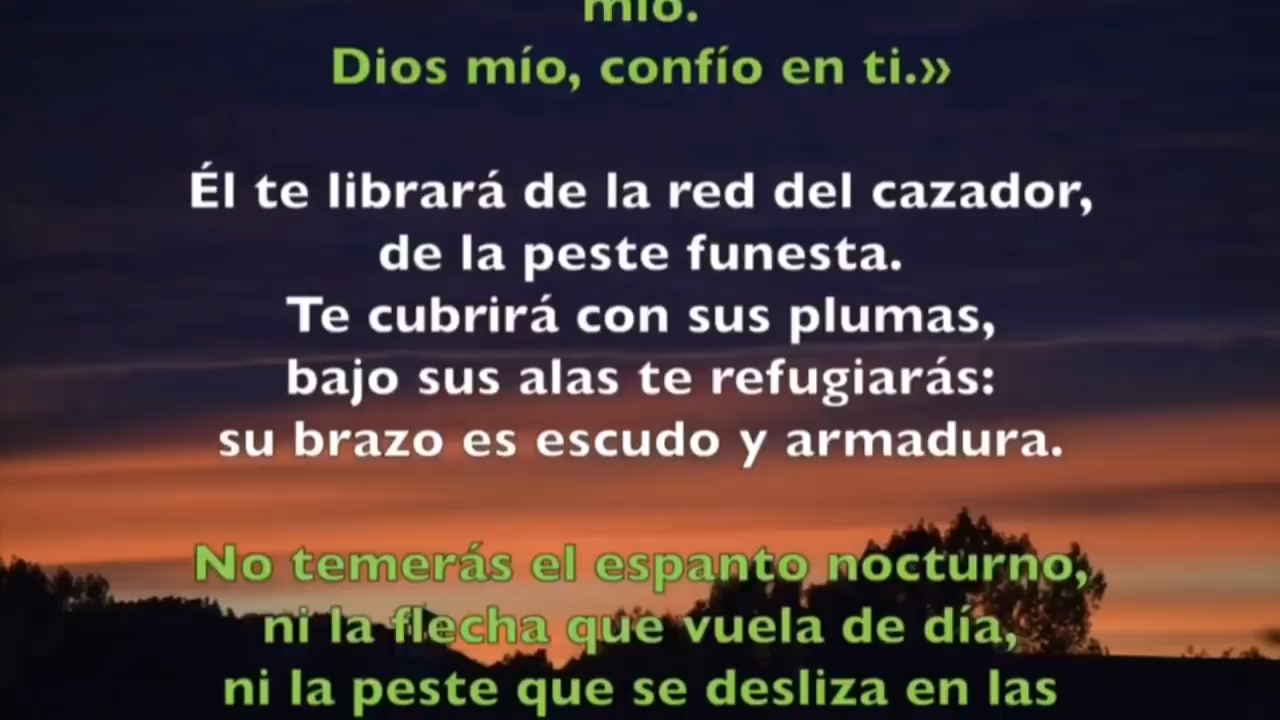 mío.
Dios mío, confío en ti.»
Él te librará de la red del cazador,
de la peste funesta.
Te cubrirá con sus plumas,
bajo sus alas te refugiarás:
su brazo es escudo y armadura.
No temerás el espanto nocturno,
ni la flecha que vuela de día,
ni la peste que se desliza en las